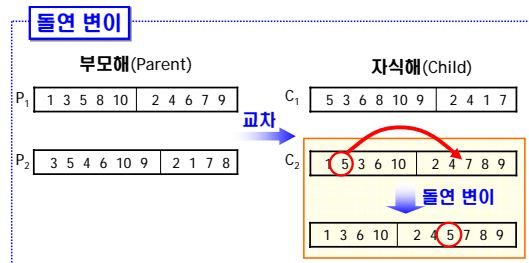 돌연 변이
부모해(Parent)
자식해(Child)
P1 1 3 5 8 10 2 4 6 7 9
C1 5 3 6 8 10 9 2 4 1 7
교차
P2 3 5 4 6 10 9 2 1 7 8
C2 1 5 3 6 10 2 4 7 8 9
돌연 변이
1 3 6 10 2 4 5 7 8 9